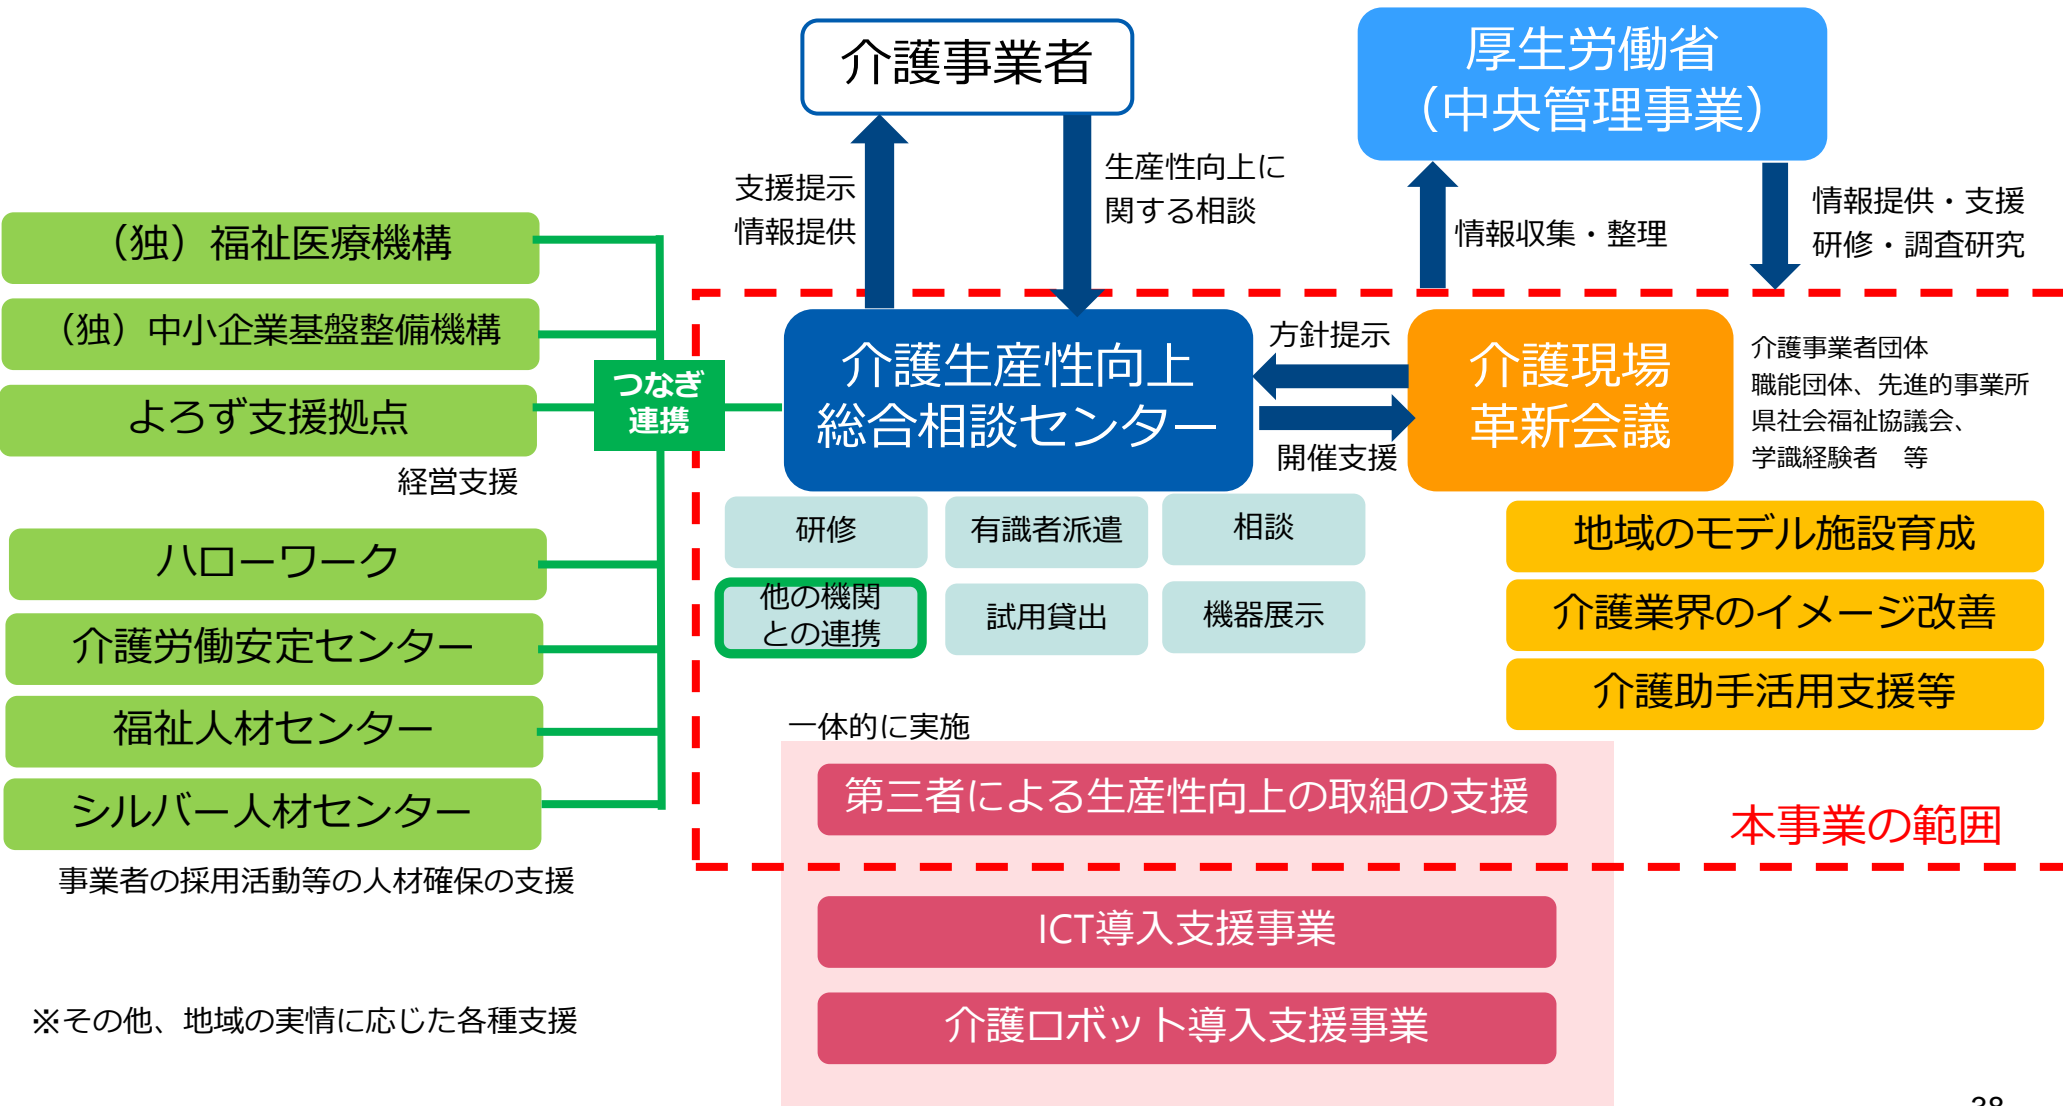 介護事業者
厚生労働省
（中央管理事業）
支援提示
情報提供
生産性向上に
関する相談
情報収集・整理
情報提供・支援
研修・調査研究
（独）福祉医療機構
（独）中小企業基盤整備機構
よろず支援拠点
経営支援
つなぎ
連携
介護生産性向上
総合相談センター
方針提示
開催支援
介護現場
革新会議
介護事業者団体
職能団体、先進的事業所
県社会福祉協議会、
学識経験者　等
研修
有識者派遣
相談
他の機関
との連携
試用貸出
機器展示
地域のモデル施設育成
介護業界のイメージ改善
介護助手活用支援等
ハローワーク
介護労働安定センター
福祉人材センター
シルバー人材センター
事業者の採用活動等の人材確保の支援
一体的に実施
第三者による生産性向上の取組の支援
本事業の範囲
ICT導入支援事業
介護ロボット導入支援事業
※その他、地域の実情に応じた各種支援
38